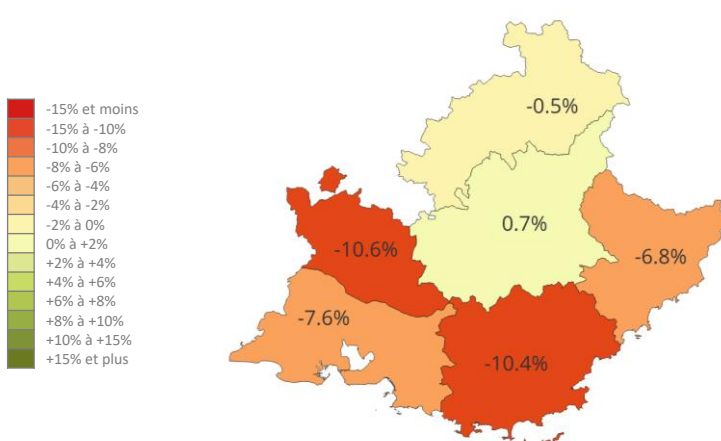 -15% et moins
-15% à -10%
-10% à -8%
-8% à -6%
-6% à -4%
-4% à -2%
-2% à 0%
0% à +2%
+2% à +4%
+4% à +6%
+6% à +8%
+8% à +10%
+10% à +15%
+15% et plus
-0.5%
0.7%
-10.6%
-6.8%
-7.6%
-10.4%